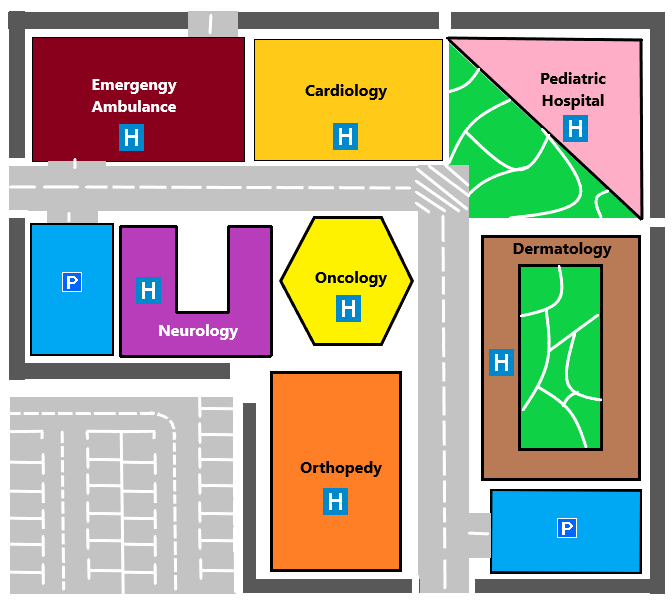 Emergengy
Ambulance
H
Cardiology
H
Pediatric
Hospital
H
P
H
Neurology
Oncology
H
Dermatology
H
Orthopedy
H
P